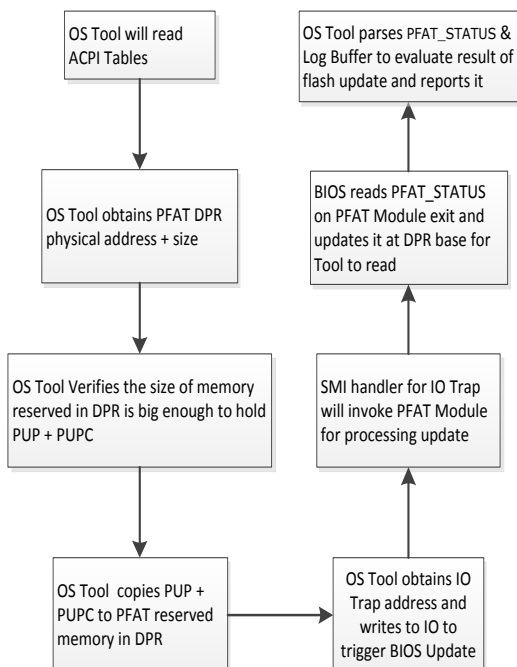 OS Tool will read
ACPI Tables
OS Tool obtains PFAT DPR
physical address + size
OS Tool Verifies the size of memory
reserved in DPR is big enough to hold
PUP + PUPC
OS Tool copies PUP +
PUPC to PFAT reserved
memory in DPR
OS Tool obtains IO
Trap address and
writes to IO to
trigger BIOS Update
SMI handler for IO Trap
will invoke PFAT Module
for processing update
BIOS reads PFAT_STATUS
on PFAT Module exit and
updates it at DPR base for
Tool to read
OS Tool parses PFAT_STATUS &
Log Buffer to evaluate result of
flash update and reports it